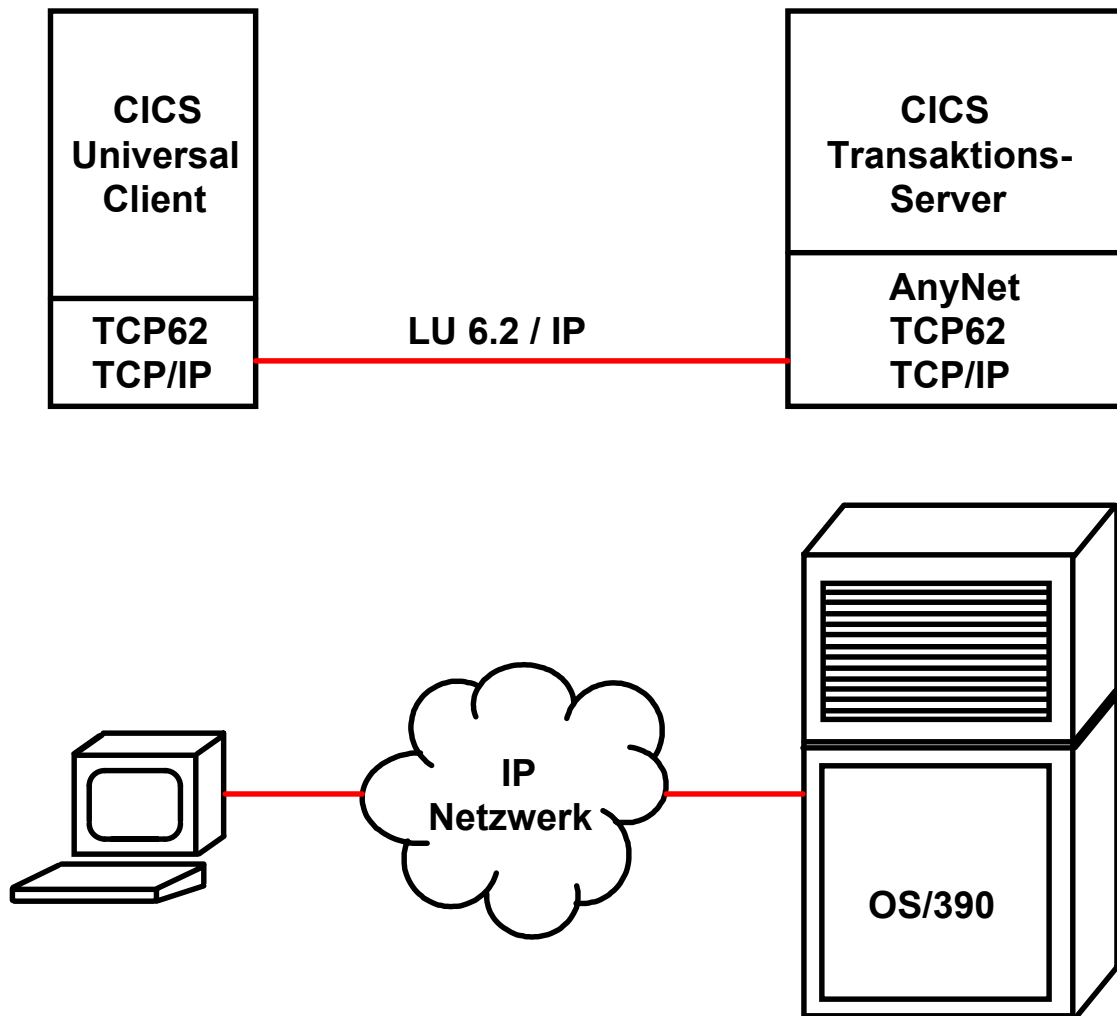 CICS
Universal
Client
TCP62
TCP/IP
LU 6.2 / IP
CICS
Transaktions-
Server
AnyNet
TCP62
TCP/IP
IP
Netzwerk
OS/390